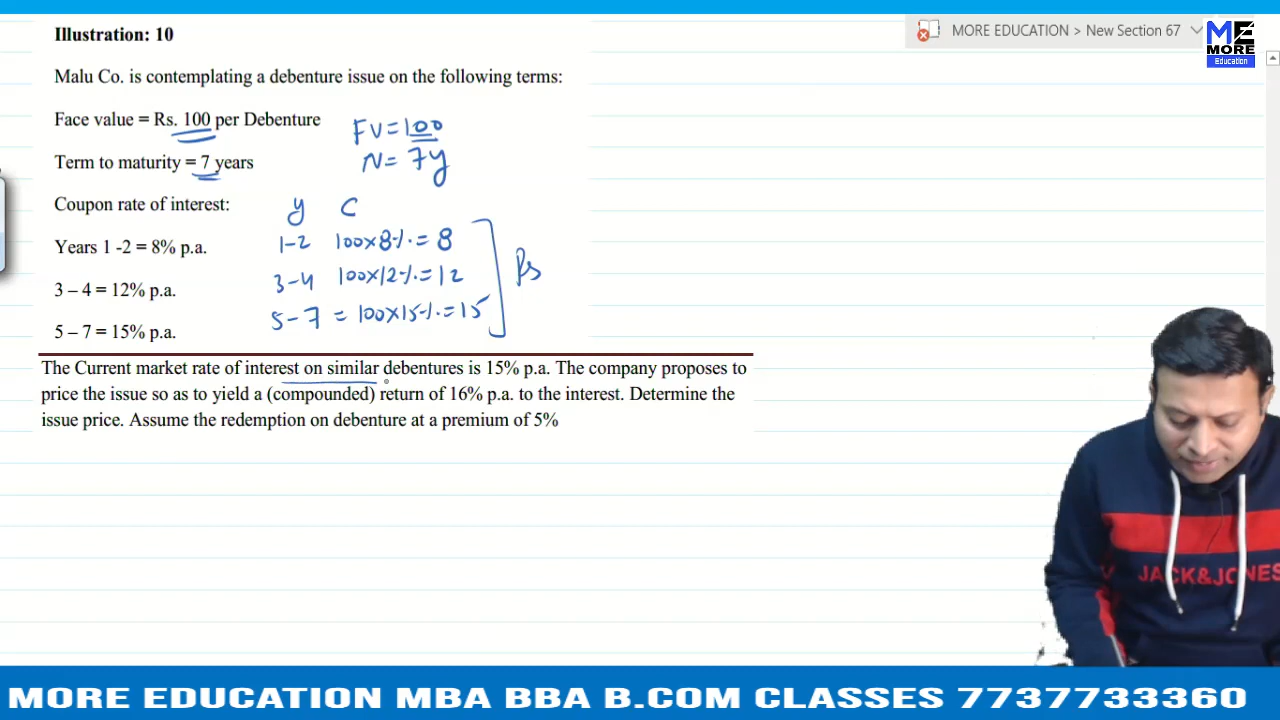 Illustration: 10
MORE EDUCATION > New Section 67
ME
MORE
Education
Malu Co. is contemplating a debenture issue on the following terms:
Face value = Rs. 100 per Debenture
FV = 100
Term to maturity = 7 years
N = 7y
Coupon rate of interest:
y C
Years 1 -2 = 8% p.a.
1-2 100×8% = 8
3 – 4 = 12% p.a.
3-4 100×12% = 12
Rs
5 – 7 = 15% p.a.
5-7 = 100×15% = 15
The Current market rate of interest on similar debentures is 15% p.a. The company proposes to
price the issue so as to yield a (compounded) return of 16% p.a. to the interest. Determine the
issue price. Assume the redemption on debenture at a premium of 5%
JACK&JONES
MORE EDUCATION MBA BBA B.COM CLASSES 7737733360